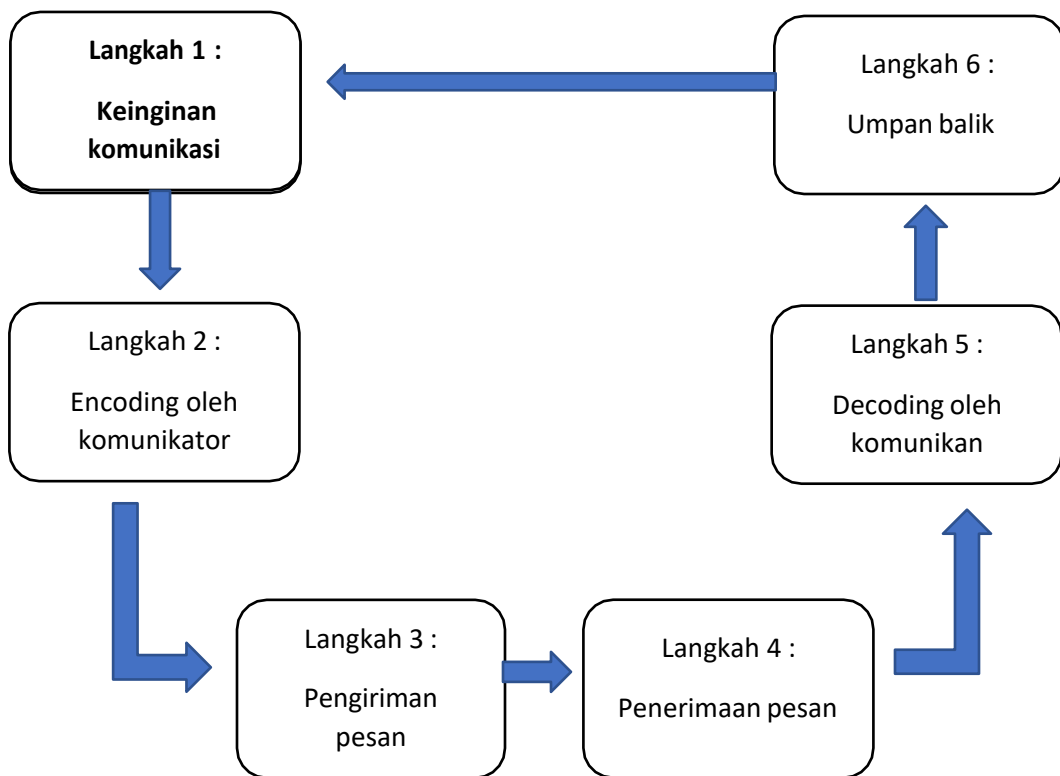 Langkah 1 :
Keinginan
komunikasi
Langkah 2 :
Encoding oleh
komunikator
Langkah 3 :
Pengiriman
pesan
Langkah 4 :
Penerimaan pesan
Langkah 5 :
Decoding oleh
komunikan
Langkah 6 :
Umpan balik